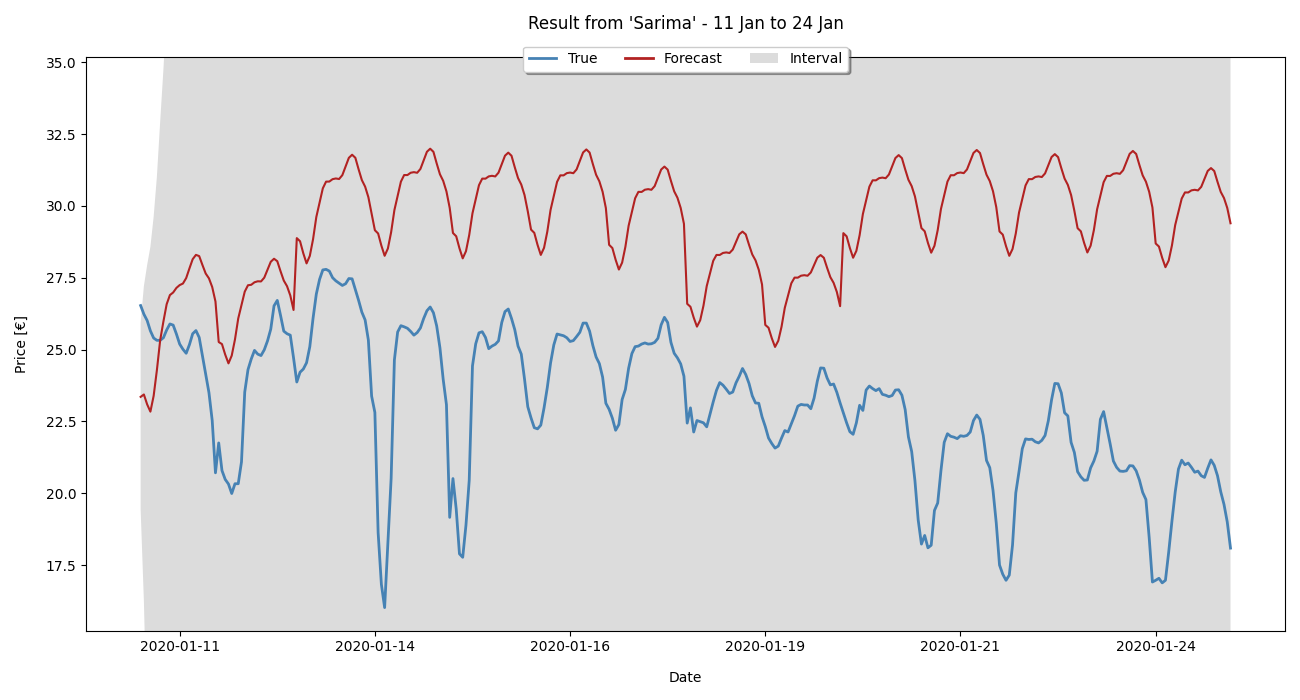 Result from 'Sarima' - 11 Jan to 24 Jan
True Forecast Interval
35.0
32.5
30.0
27.5
25.0
22.5
20.0
17.5
Price [€]
2020-01-11 2020-01-14 2020-01-16 2020-01-19 2020-01-21 2020-01-24
Date